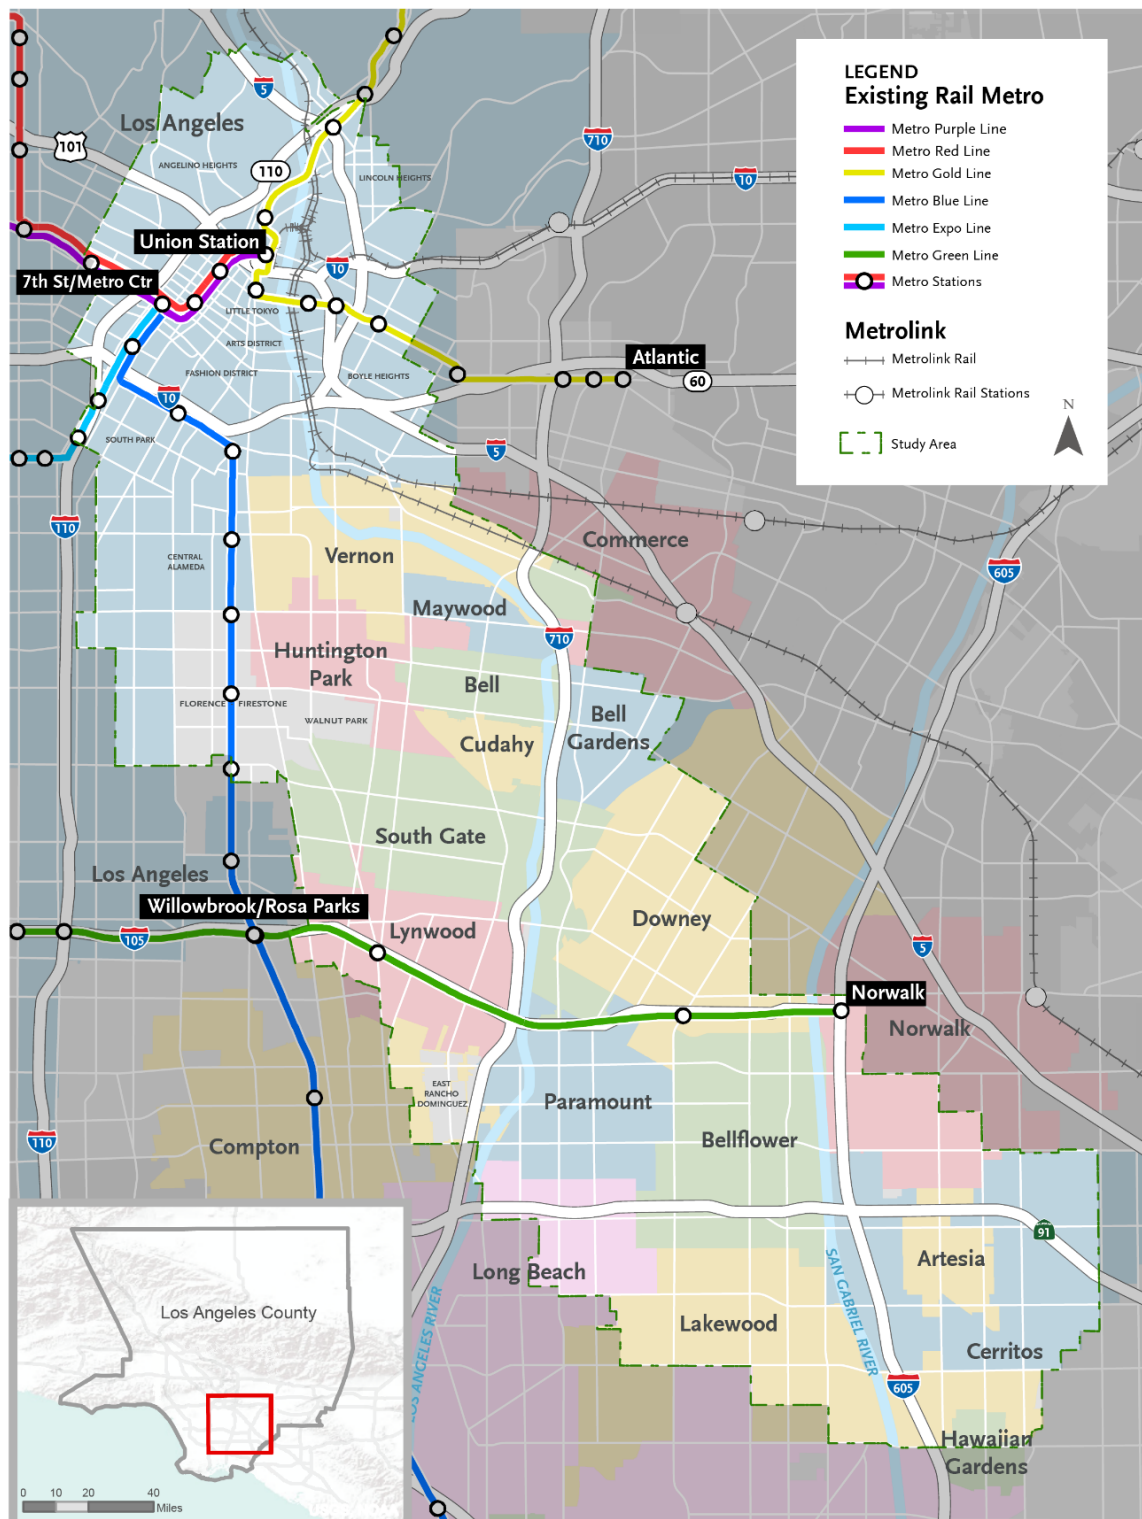 LEGEND
Existing Rail Metro
Metro Purple Line
Metro Red Line
Metro Gold Line
Metro Blue Line
Metro Expo Line
Metro Green Line
Metro Stations
Metrolink
Metrolink Rail
Metrolink Rail Stations
Study Area
N
5
Los Angeles
101
710
ANGELINO HEIGHTS
110
LINCOLN HEIGHTS
10
Union Station
10
7th St/Metro Ctr
LITTLE TOKYO
ARTS DISTRICT
Atlantic
FASHION DISTRICT
BOYLE HEIGHTS
60
10
SOUTH PARK
5
110
Commerce
Vernon
CENTRAL
ALAMEDA
605
Maywood
710
Huntington
Park
Bell
FLORENCE
FIRESTONE
WALNUT PARK
Bell
Gardens
Cudahy
South Gate
Los Angeles
Willowbrook/Rosa Parks
Downey
Lynwood
105
5
Norwalk
Norwalk
EAST
RANCHO
DOMINGUEZ
Paramount
110
Compton
Bellflower
91
Artesia
Long Beach
SAN GABRIEL RIVER
LOS ANGELES RIVER
Lakewood
Cerritos
605
Hawaiian
Gardens
Los Angeles County
0 10 20 40
Miles